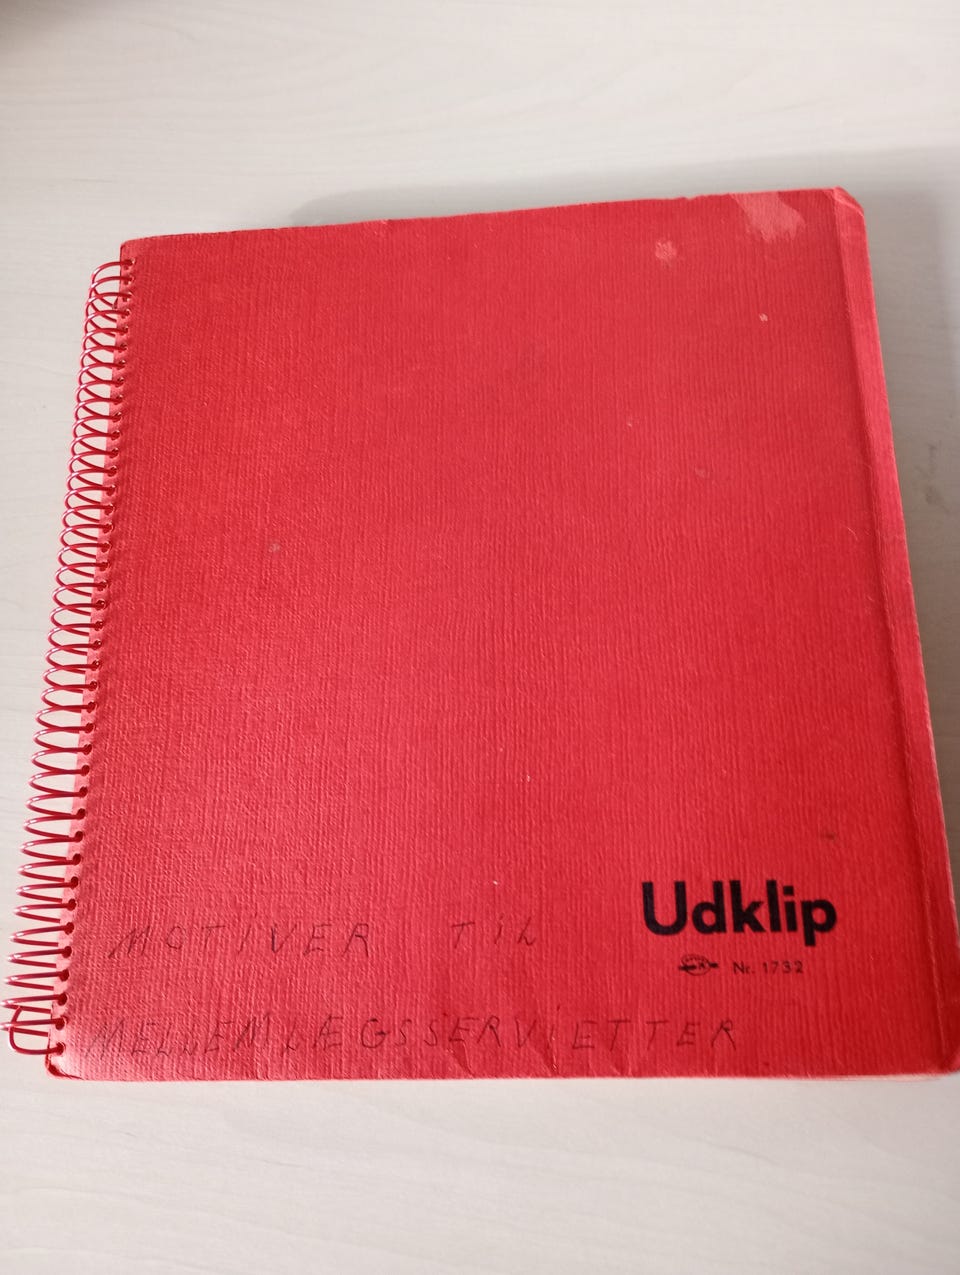 Udklip
Nr. 1732
MOTIVER TIL
MELLEMLÆGSSERVIETTER